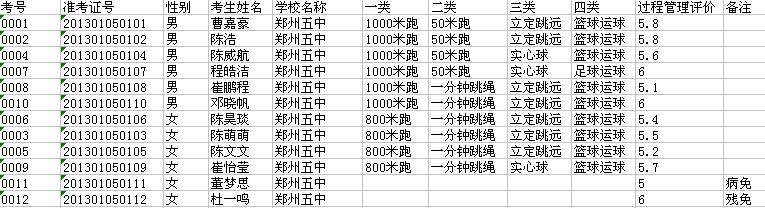 考号 准考证号 性别 考生姓名 学校名称 一类 二类 三类 四类 过程管理评价 备注
0001 201301050101 男 曹嘉豪 郑州五中 1000米跑 50米跑 立定跳远 篮球运球 5.8
0002 201301050102 男 陈浩 郑州五中 1000米跑 50米跑 立定跳远 篮球运球 5.8
0004 201301050104 男 陈威航 郑州五中 1000米跑 50米跑 实心球 篮球运球 5.6
0007 201301050107 男 程皓洁 郑州五中 1000米跑 50米跑 实心球 足球运球 6
0008 201301050108 男 崔鹏程 郑州五中 1000米跑 一分钟跳绳 立定跳远 篮球运球 5.1
0010 201301050110 男 邓晓帆 郑州五中 1000米跑 一分钟跳绳 立定跳远 篮球运球 6
0006 201301050106 女 陈昊琰 郑州五中 800米跑 一分钟跳绳 立定跳远 篮球运球 5.4
0003 201301050103 女 陈萌萌 郑州五中 800米跑 一分钟跳绳 立定跳远 篮球运球 5.5
0005 201301050105 女 陈文文 郑州五中 800米跑 一分钟跳绳 立定跳远 篮球运球 5.2
0009 201301050109 女 崔怡莹 郑州五中 800米跑 一分钟跳绳 实心球 篮球运球 5.7
0011 201301050111 女 董梦思 郑州五中 5 病免
0012 201301050112 女 杜一鸣 郑州五中 6 残免